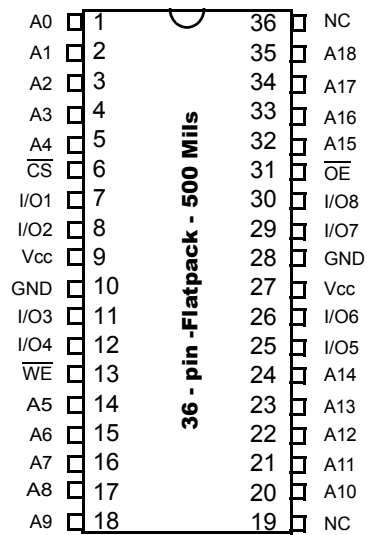 A0 1 36 NC
A1 2 35 A18
A2 3 34 A17
A3 4 33 A16
A4 5 32 A15
C̅S̅ 6 31 O̅E̅
I/O1 7 30 I/O8
I/O2 8 29 I/O7
Vcc 9 28 GND
GND 10 27 Vcc
I/O3 11 26 I/O6
I/O4 12 25 I/O5
W̅E̅ 13 24 A14
A5 14 23 A13
A6 15 22 A12
A7 16 21 A11
A8 17 20 A10
A9 18 19 NC
36 - pin -Flatpack - 500 Mils